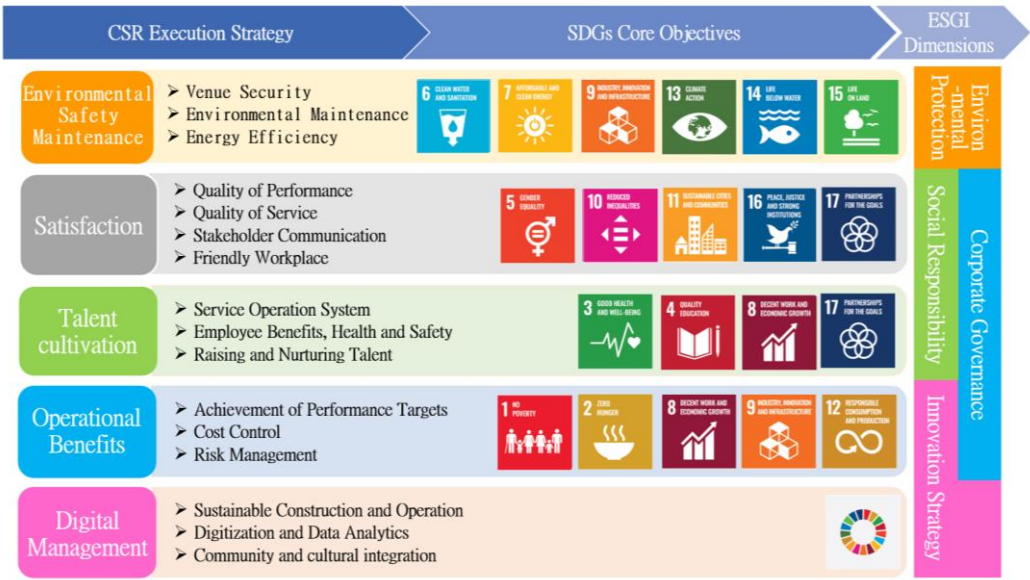 CSR Execution Strategy
SDGs Core Objectives
ESGI
Dimensions
Environmental
Safety
Maintenance
➢ Venue Security
➢ Environmental Maintenance
➢ Energy Efficiency
6 CLEAN WATER
AND SANITATION
7 AFFORDABLE AND
CLEAN ENERGY
9 INDUSTRY, INNOVATION
AND INFRASTRUCTURE
13 CLIMATE
ACTION
14 LIFE
BELOW WATER
15 LIFE
ON LAND
Environ
-mental
Protection
Satisfaction
➢ Quality of Performance
➢ Quality of Service
➢ Stakeholder Communication
➢ Friendly Workplace
5 GENDER
EQUALITY
10 REDUCED
INEQUALITIES
11 SUSTAINABLE CITIES
AND COMMUNITIES
16 PEACE, JUSTICE
AND STRONG
INSTITUTIONS
17 PARTNERSHIPS
FOR THE GOALS
Social Responsibility
Corporate Governance
Talent
cultivation
➢ Service Operation System
➢ Employee Benefits, Health and Safety
➢ Raising and Nurturing Talent
3 GOOD HEALTH
AND WELL-BEING
4 QUALITY
EDUCATION
8 DECENT WORK AND
ECONOMIC GROWTH
17 PARTNERSHIPS
FOR THE GOALS
Operational
Benefits
➢ Achievement of Performance Targets
➢ Cost Control
➢ Risk Management
1 NO
POVERTY
2 ZERO
HUNGER
8 DECENT WORK AND
ECONOMIC GROWTH
9 INDUSTRY, INNOVATION
AND INFRASTRUCTURE
12 RESPONSIBLE
CONSUMPTION
AND PRODUCTION
Innovation Strategy
Digital
Management
➢ Sustainable Construction and Operation
➢ Digitization and Data Analytics
➢ Community and cultural integration